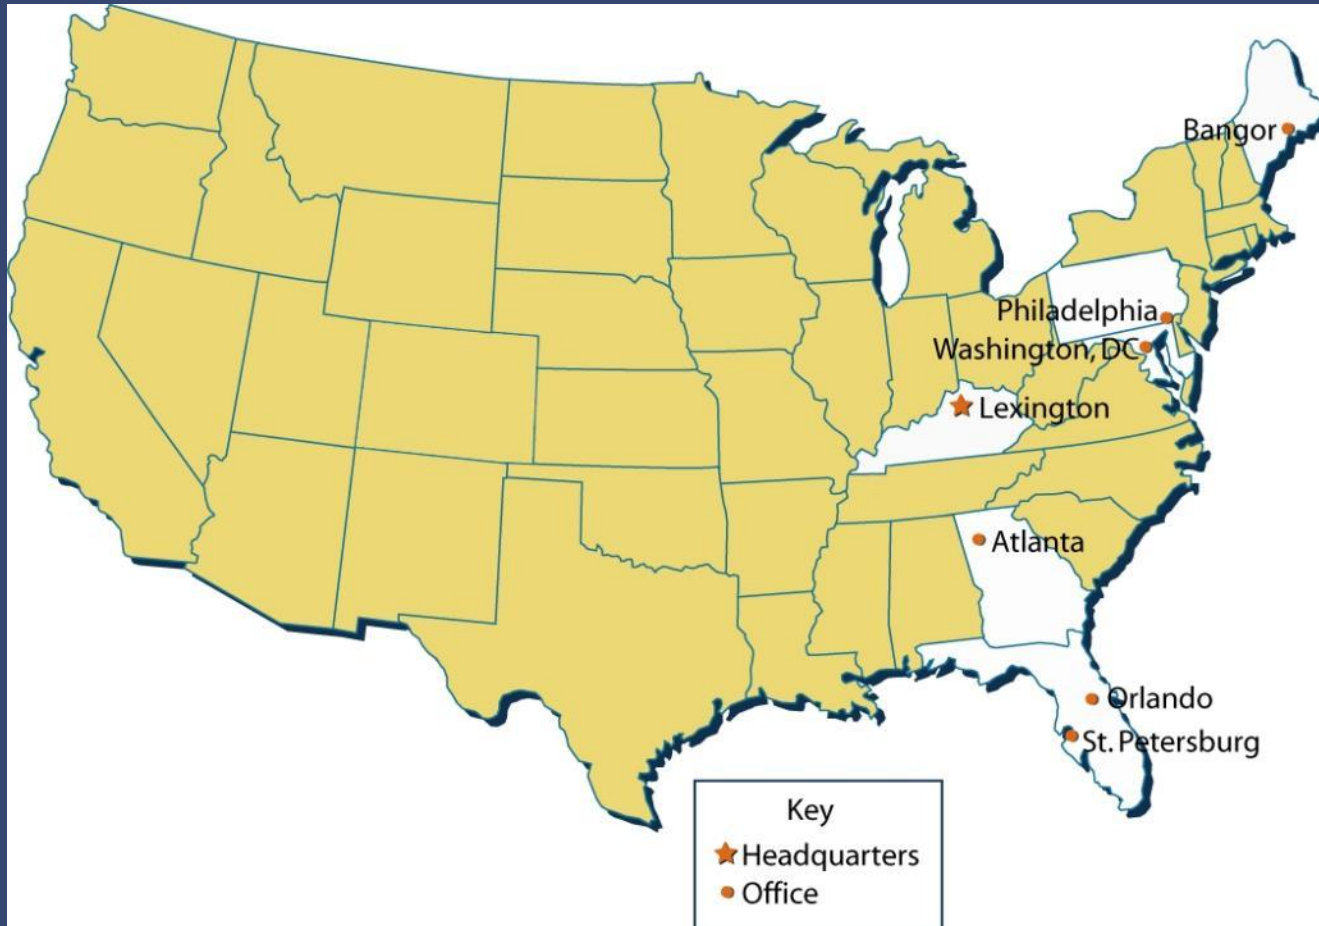 Bangor
Philadelphia
Washington, DC
Lexington
Atlanta
Orlando
St. Petersburg
Key
Headquarters
Office